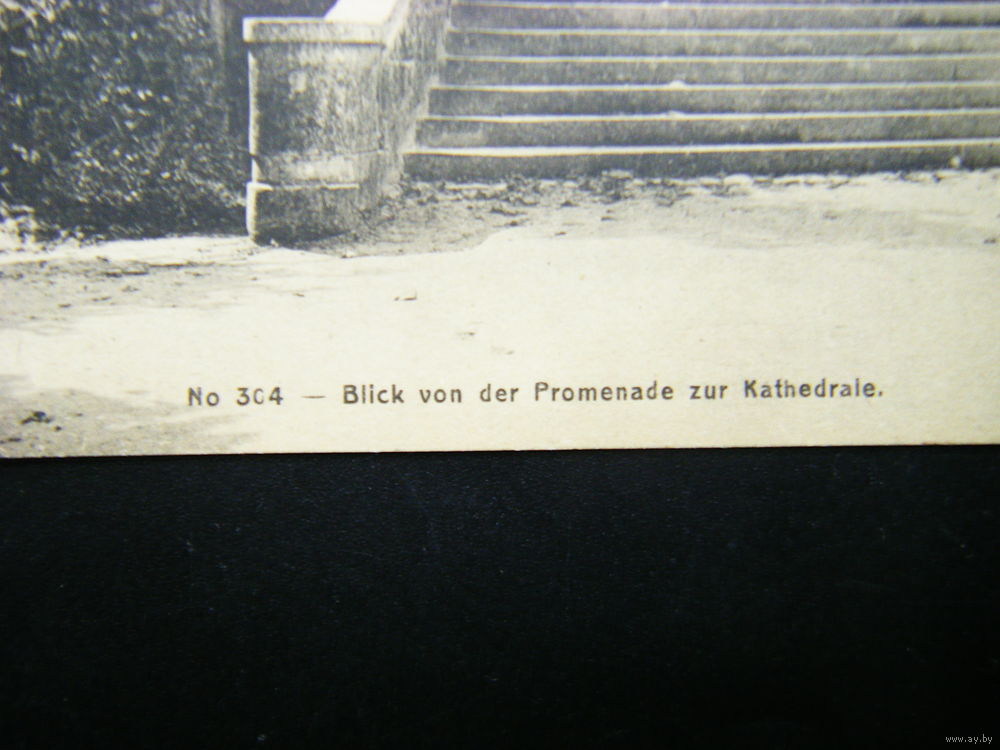 No 304 — Blick von der Promenade zur Kathedrale.
www.ay.by